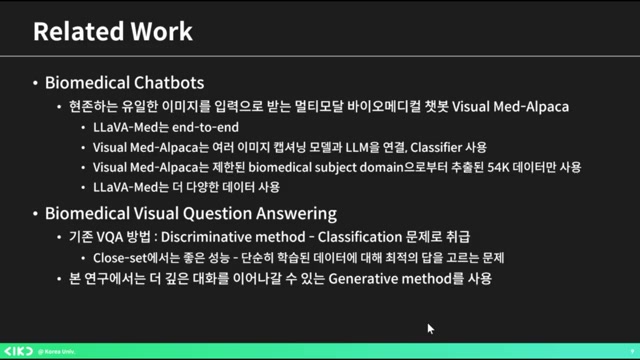 Related Work
• Biomedical Chatbots
• 현존하는 유일한 이미지를 입력으로 받는 멀티모달 바이오메디컬 챗봇 Visual Med-Alpaca
• LLaVA-Med는 end-to-end
• Visual Med-Alpaca는 여러 이미지 캡셔닝 모델과 LLM을 연결, Classifier 사용
• Visual Med-Alpaca는 제한된 biomedical subject domain으로부터 추출된 54K 데이터만 사용
• LLaVA-Med는 더 다양한 데이터 사용
• Biomedical Visual Question Answering
• 기존 VQA 방법 : Discriminative method - Classification 문제로 취급
• Close-set에서는 좋은 성능 - 단순히 학습된 데이터에 대해 최적의 답을 고르는 문제
• 본 연구에서는 더 깊은 대화를 이어나갈 수 있는 Generative method를 사용
@ Korea Univ.